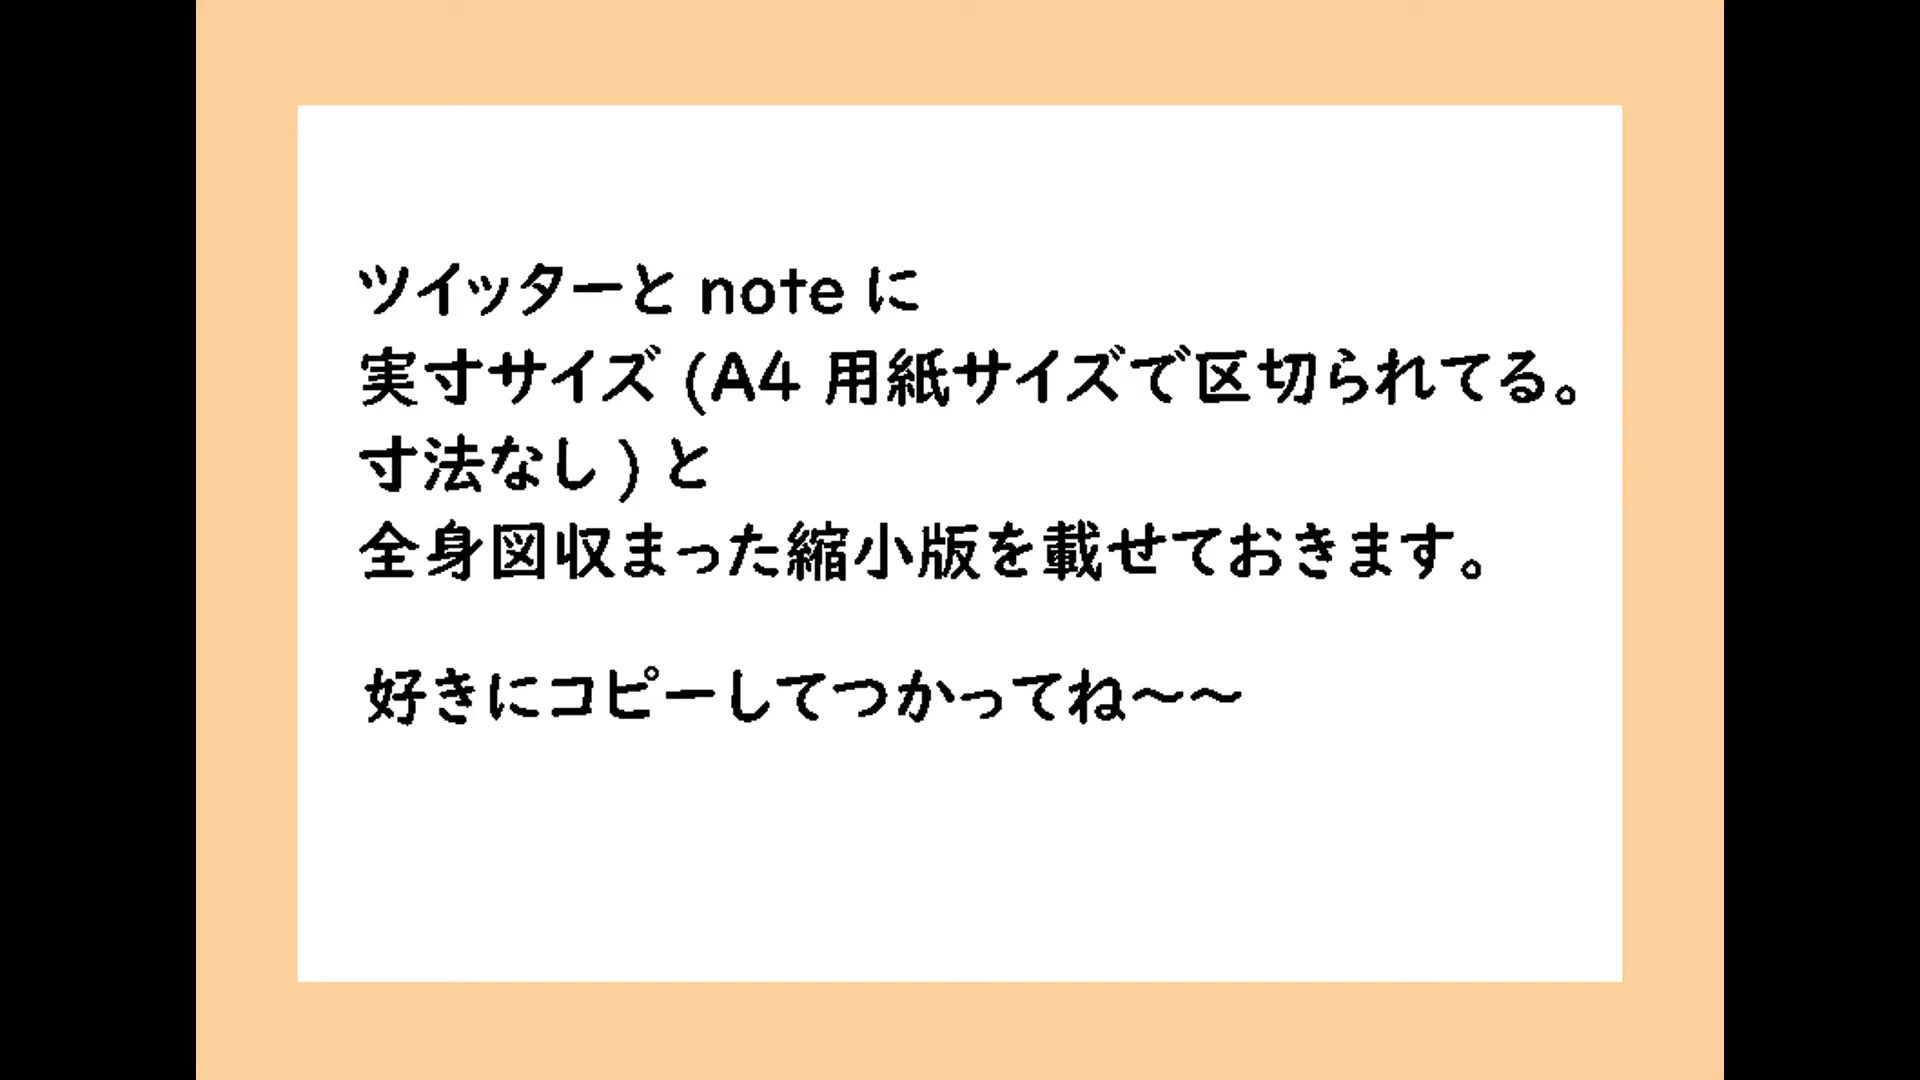 ツイッターと note に
実寸サイズ (A4 用紙サイズで区切られてる。
寸法なし ) と
全身図収まった縮小版を載せておきます。
好きにコピーしてつかってね～～